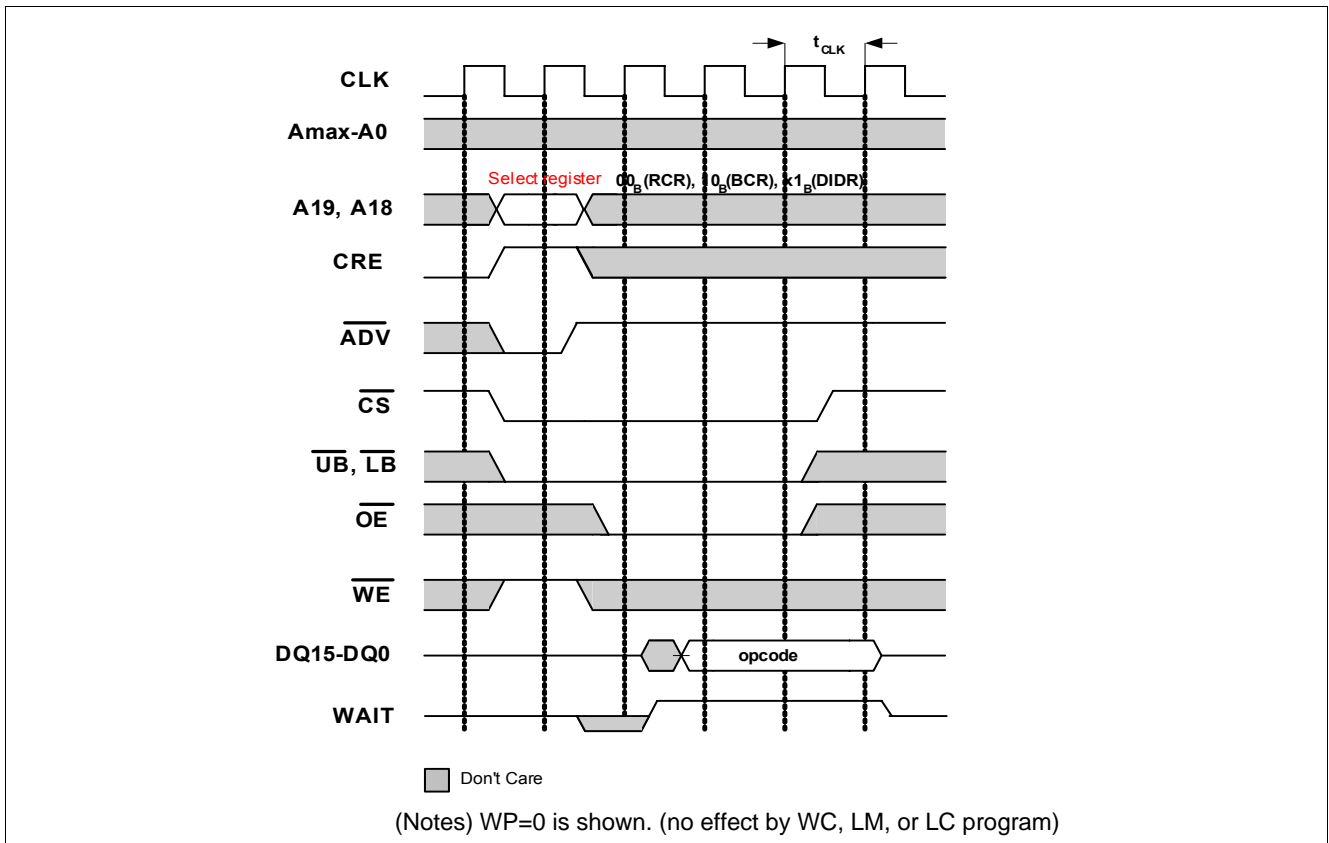 t CLK
CLK
Amax-A0
Select register 00B(RCR), 10B(BCR), x1B(DIDR)
A19, A18
CRE
ADV
CS
UB, LB
OE
WE
DQ15-DQ0
opcode
WAIT
Don't Care
(Notes) WP=0 is shown. (no effect by WC, LM, or LC program)